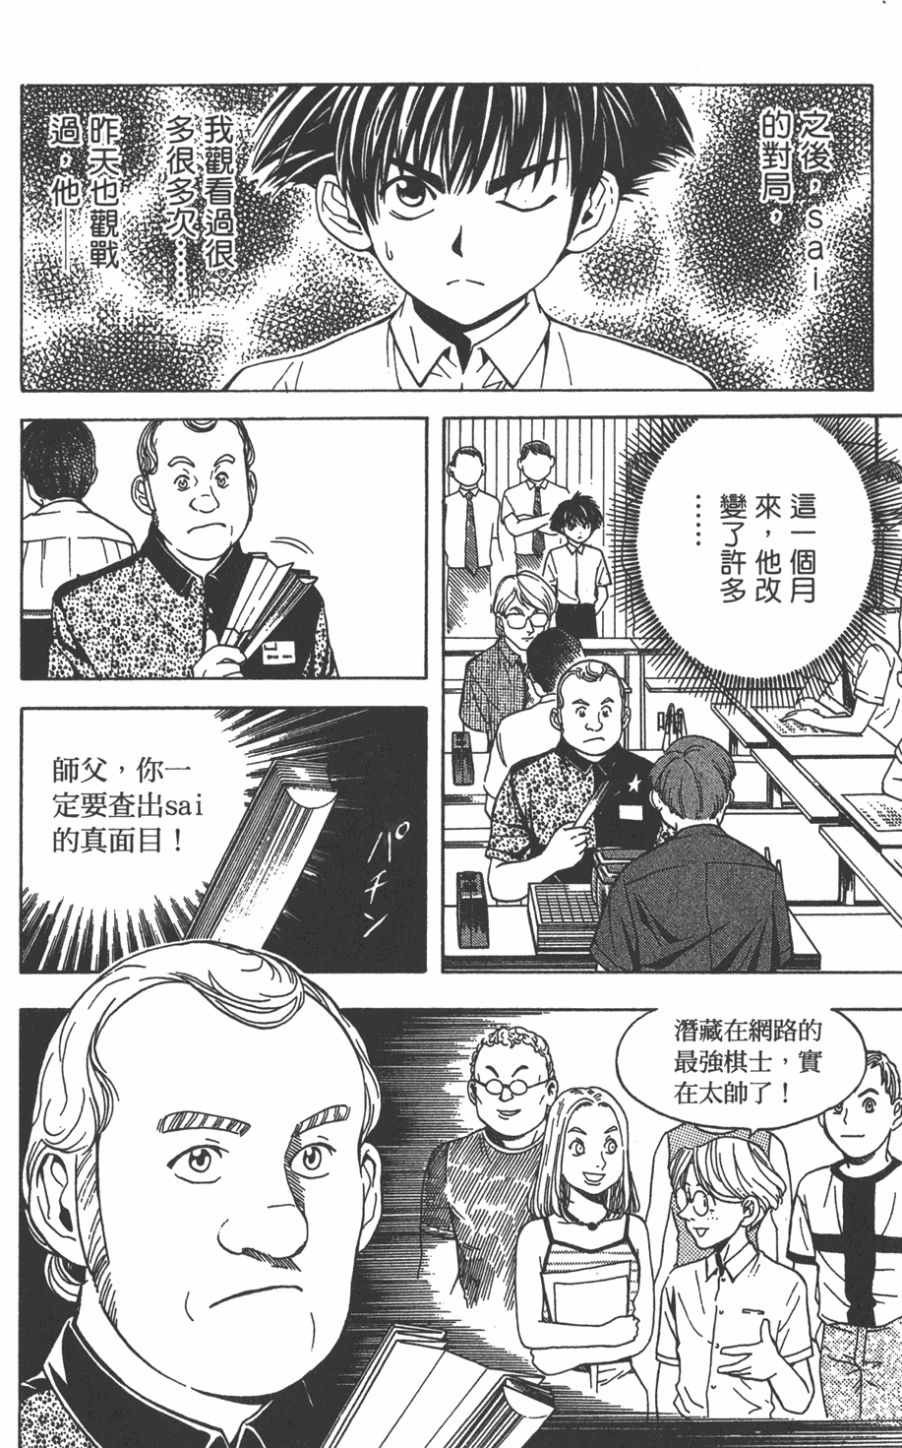 之後，sai
的對局，
我觀看過很
多很多次……
昨天也觀戰
過，他——
這一個月
來，他改
變了許多
……
師父，你一
定要查出sai
的真面目！
パチン
潛藏在網路的
最強棋士，實
在太帥了！